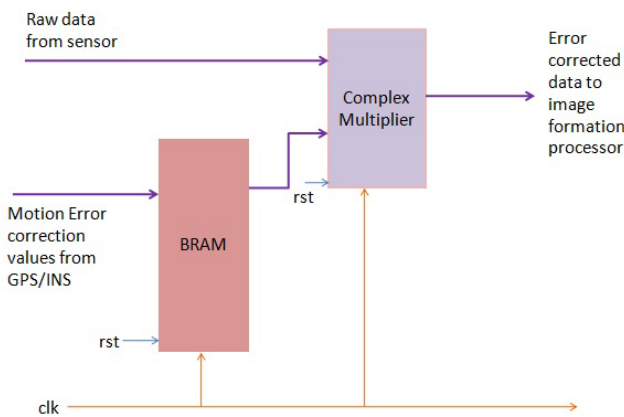 Raw data
from sensor
Complex
Multiplier
Error
corrected
data to
image
formation
processor
rst
Motion Error
correction
values from
GPS/INS
BRAM
rst
clk